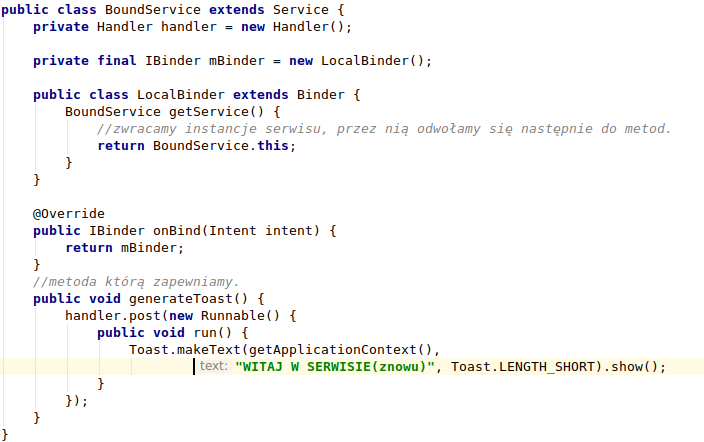 public class BoundService extends Service {
private Handler handler = new Handler();
private final IBinder mBinder = new LocalBinder();
public class LocalBinder extends Binder {
BoundService getService() {
//zwracamy instancje serwisu, przez nią odwołamy się następnie do metod.
return BoundService.this;
}
}
@Override
public IBinder onBind(Intent intent) {
return mBinder;
}
//metoda którą zapewniamy.
public void generateToast() {
handler.post(new Runnable() {
public void run() {
Toast.makeText(getApplicationContext(),
text: "WITAJ W SERWISIE(znowu)", Toast.LENGTH_SHORT).show();
}
});
}
}